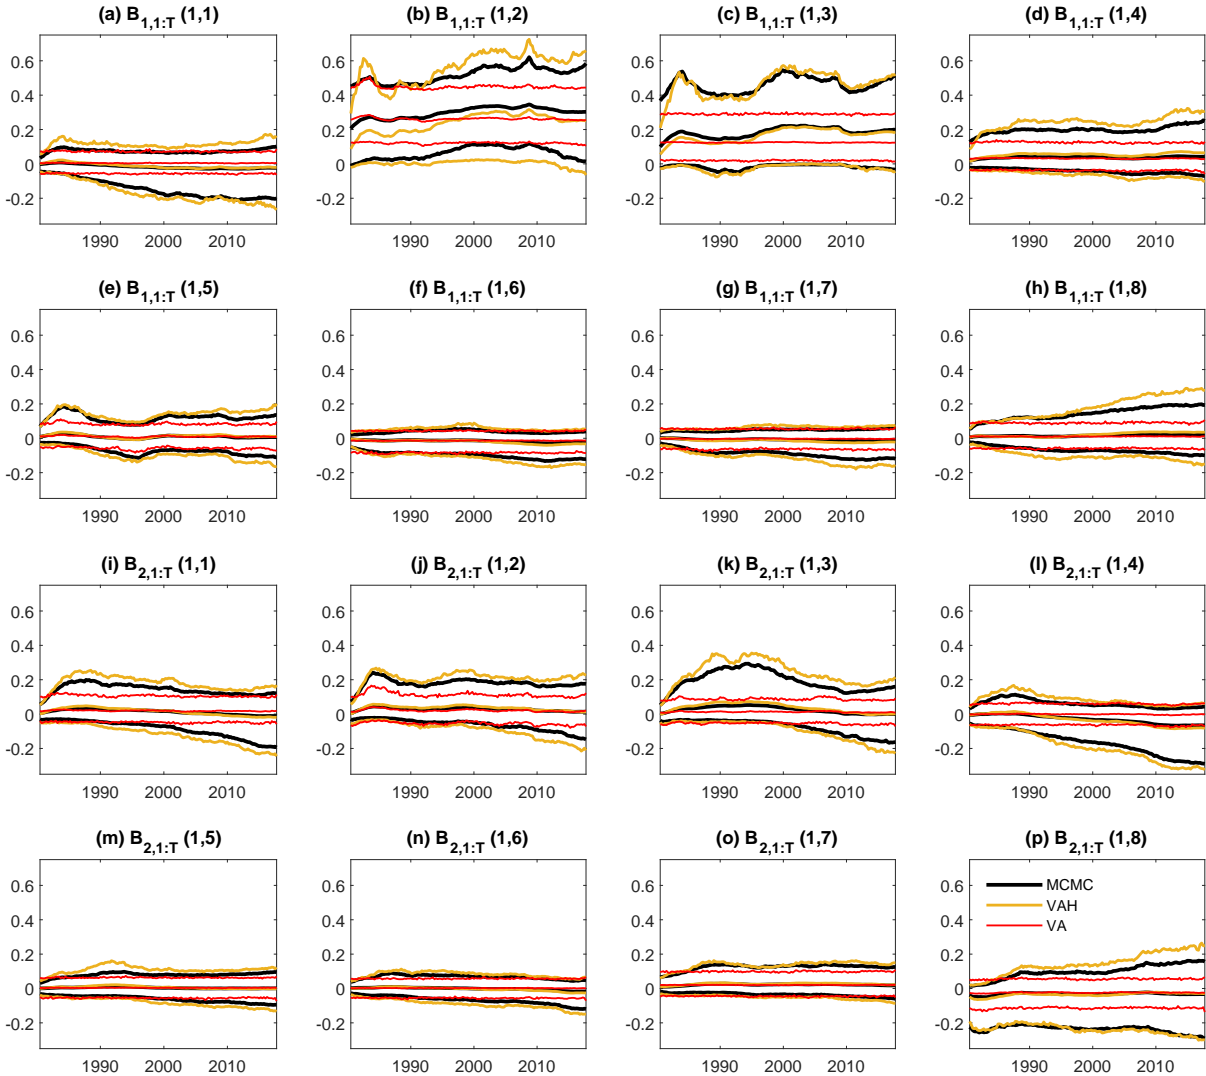 (a) B1,1:T (1,1)
(b) B1,1:T (1,2)
(c) B1,1:T (1,3)
(d) B1,1:T (1,4)
0.6
0.4
0.2
0
-0.2
1990 2000 2010
0.6
0.4
0.2
0
-0.2
1990 2000 2010
0.6
0.4
0.2
0
-0.2
1990 2000 2010
0.6
0.4
0.2
0
-0.2
1990 2000 2010
(e) B1,1:T (1,5)
(f) B1,1:T (1,6)
(g) B1,1:T (1,7)
(h) B1,1:T (1,8)
0.6
0.4
0.2
0
-0.2
1990 2000 2010
0.6
0.4
0.2
0
-0.2
1990 2000 2010
0.6
0.4
0.2
0
-0.2
1990 2000 2010
0.6
0.4
0.2
0
-0.2
1990 2000 2010
(i) B2,1:T (1,1)
(j) B2,1:T (1,2)
(k) B2,1:T (1,3)
(l) B2,1:T (1,4)
0.6
0.4
0.2
0
-0.2
1990 2000 2010
0.6
0.4
0.2
0
-0.2
1990 2000 2010
0.6
0.4
0.2
0
-0.2
1990 2000 2010
0.6
0.4
0.2
0
-0.2
1990 2000 2010
(m) B2,1:T (1,5)
(n) B2,1:T (1,6)
(o) B2,1:T (1,7)
(p) B2,1:T (1,8)
0.6
0.4
0.2
0
-0.2
1990 2000 2010
0.6
0.4
0.2
0
-0.2
1990 2000 2010
0.6
0.4
0.2
0
-0.2
1990 2000 2010
0.6
0.4
0.2
0
-0.2
1990 2000 2010
MCMC
VAH
VA